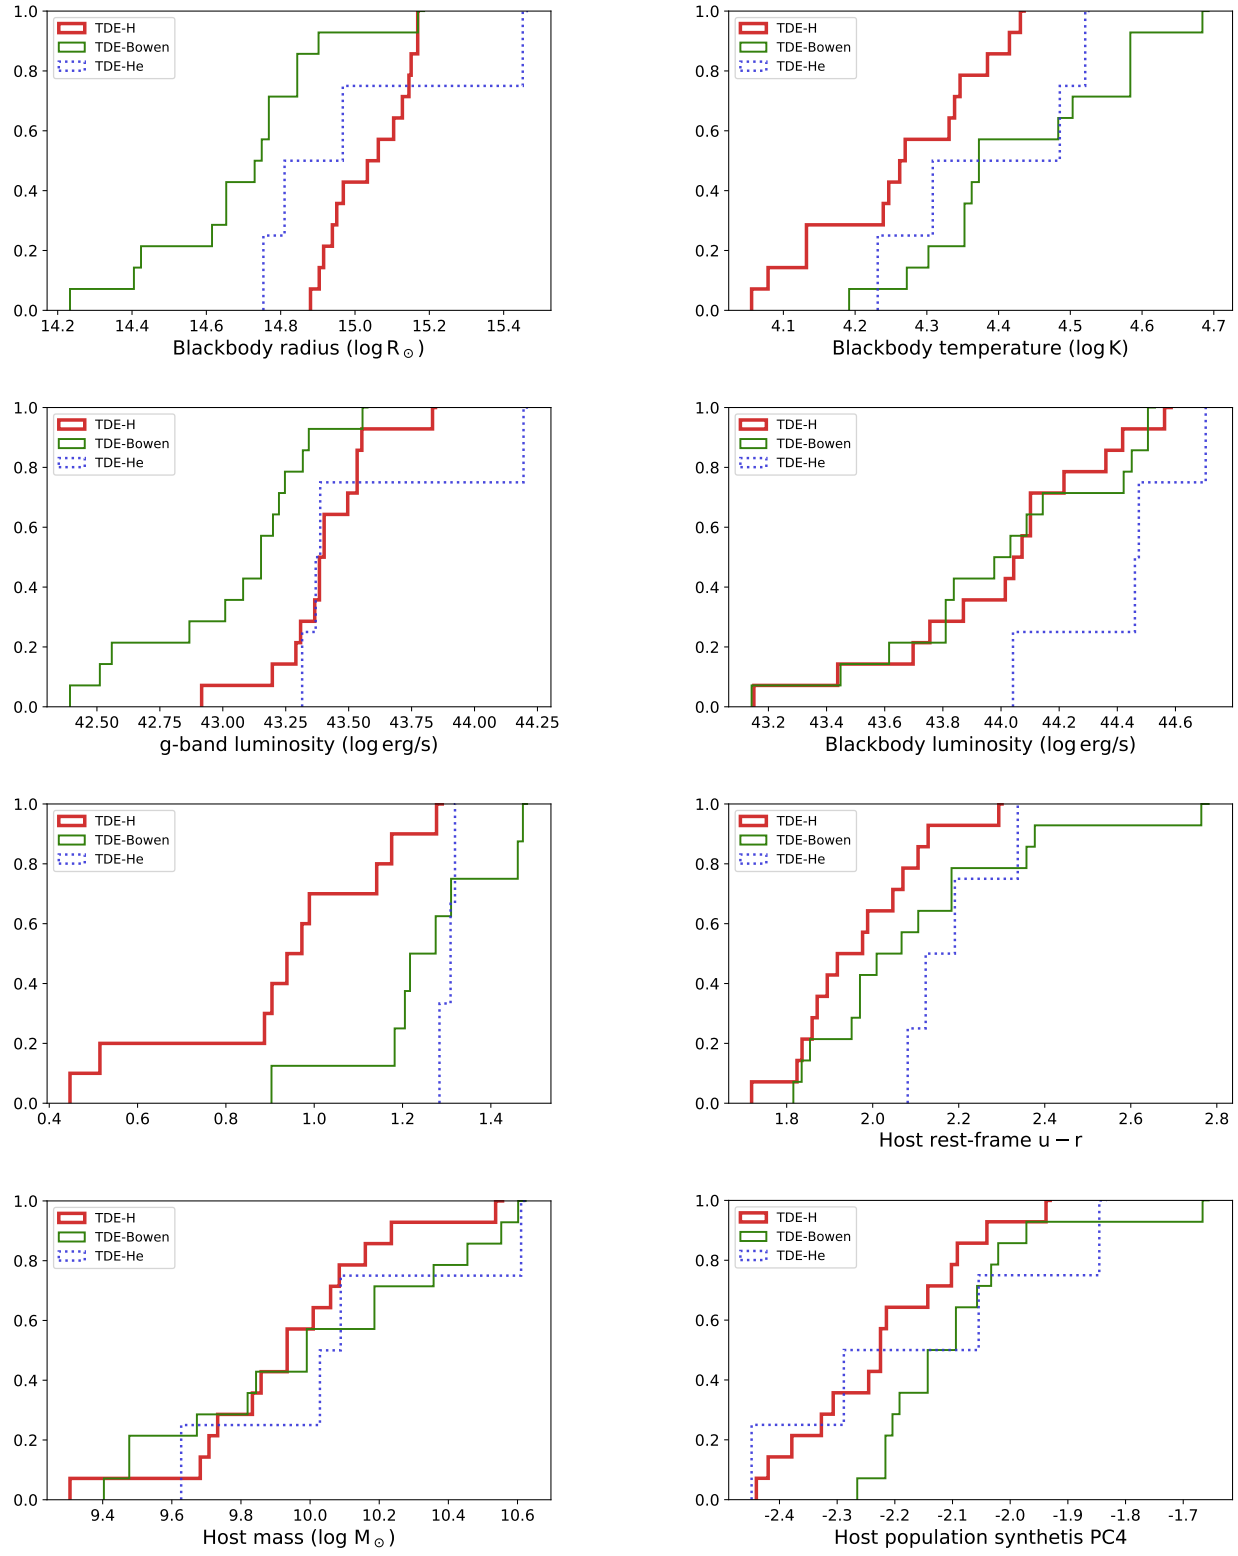 1.0
0.8
0.6
0.4
0.2
0.0
TDE-H
TDE-Bowen
TDE-He
14.2 14.4 14.6 14.8 15.0 15.2 15.4
Blackbody radius (log R⊙)
1.0
0.8
0.6
0.4
0.2
0.0
TDE-H
TDE-Bowen
TDE-He
4.1 4.2 4.3 4.4 4.5 4.6 4.7
Blackbody temperature (log K)
1.0
0.8
0.6
0.4
0.2
0.0
TDE-H
TDE-Bowen
TDE-He
42.50 42.75 43.00 43.25 43.50 43.75 44.00 44.25
g-band luminosity (log erg/s)
1.0
0.8
0.6
0.4
0.2
0.0
TDE-H
TDE-Bowen
TDE-He
43.2 43.4 43.6 43.8 44.0 44.2 44.4 44.6
Blackbody luminosity (log erg/s)
1.0
0.8
0.6
0.4
0.2
0.0
TDE-H
TDE-Bowen
TDE-He
0.4 0.6 0.8 1.0 1.2 1.4
1.0
0.8
0.6
0.4
0.2
0.0
TDE-H
TDE-Bowen
TDE-He
1.8 2.0 2.2 2.4 2.6 2.8
Host rest-frame u − r
1.0
0.8
0.6
0.4
0.2
0.0
TDE-H
TDE-Bowen
TDE-He
9.4 9.6 9.8 10.0 10.2 10.4 10.6
Host mass (log M⊙)
1.0
0.8
0.6
0.4
0.2
0.0
TDE-H
TDE-Bowen
TDE-He
-2.4 -2.3 -2.2 -2.1 -2.0 -1.9 -1.8 -1.7
Host population synthetis PC4